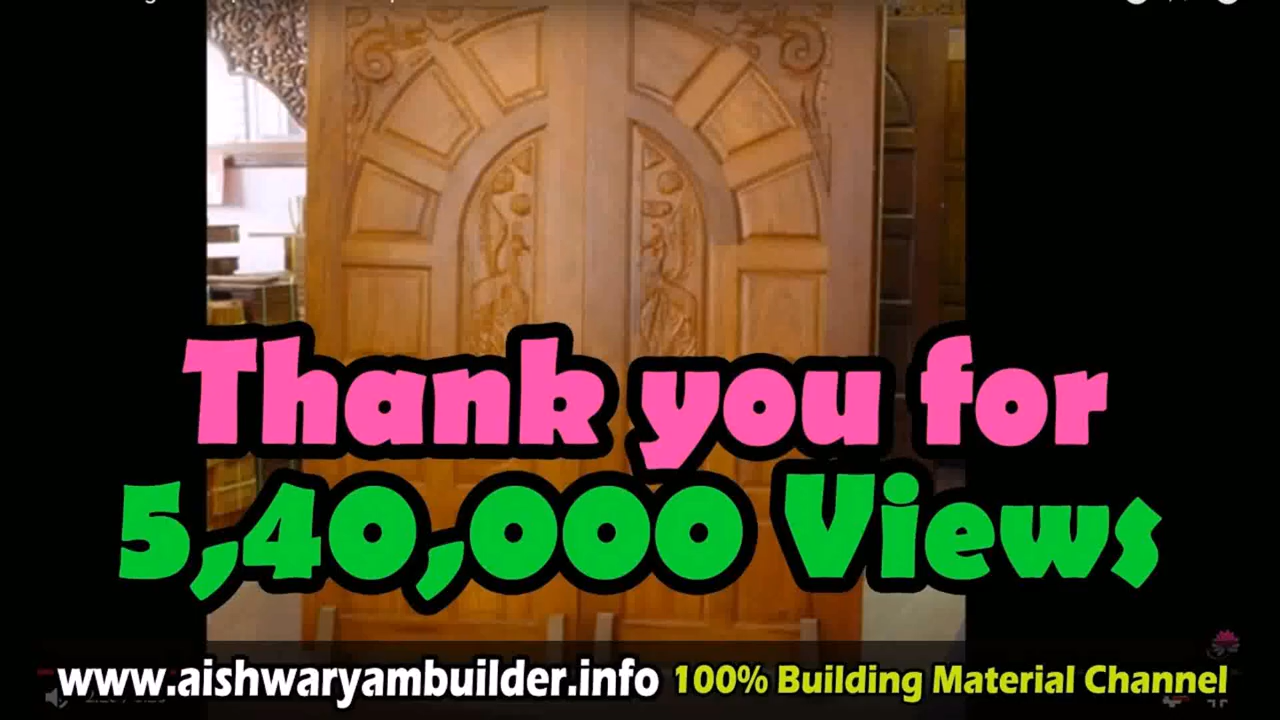 Thank you for
5,40,000 Views
www.aishwaryambuilder.info 100% Building Material Channel